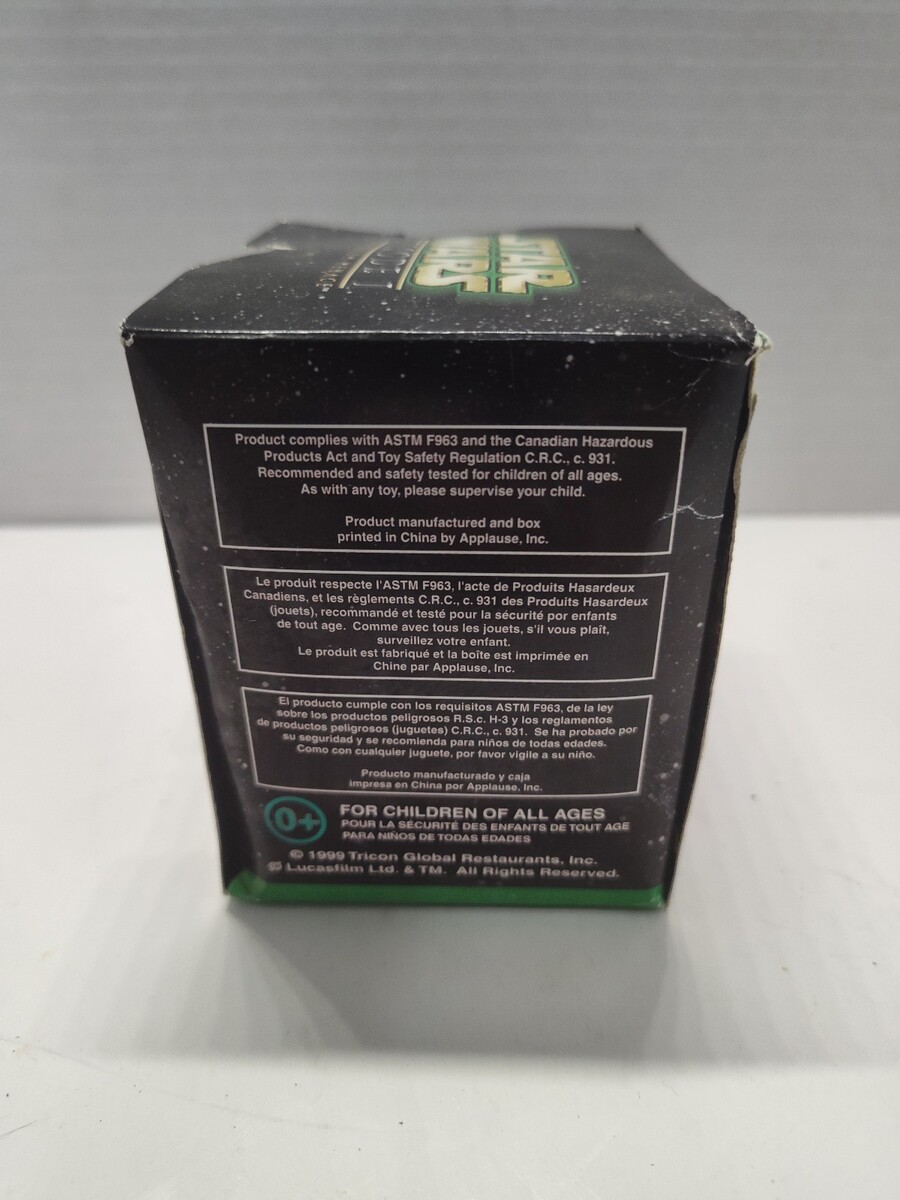 STAR
WARS
Product complies with ASTM F963 and the Canadian Hazardous
Products Act and Toy Safety Regulation C.R.C., c. 931.
Recommended and safety tested for children of all ages.
As with any toy, please supervise your child.
Product manufactured and box
printed in China by Applause, Inc.
Le produit respecte l'ASTM F963, l'acte de Produits Hasardeux
Canadiens, et les règlements C.R.C., c. 931 des Produits Hasardeux
(jouets), recommandé et testé pour la sécurité por enfants
de tout age. Comme avec tous les jouets, s'il vous plaît,
surveillez votre enfant.
Le produit est fabriqué et la boîte est imprimée en
Chine par Applause, Inc.
El producto cumple con los requisitos ASTM F963, de la ley
sobre los productos peligrosos R.S.c. H-3 y los reglamentos
de productos peligrosos (juguetes) C.R.C., c. 931. Se ha probado por
su seguridad y se recomienda para niños de todas edades.
Como con cualquier juguete, por favor vigile a su niño.
Producto manufacturado y caja
impresa en China por Applause, Inc.
0+ FOR CHILDREN OF ALL AGES
POUR LA SÉCURITÉ DES ENFANTS DE TOUT AGE
PARA NIÑOS DE TODAS EDADES
© 1999 Tricon Global Restaurants, Inc.
Lucasfilm Ltd. & TM. All Rights Reserved.